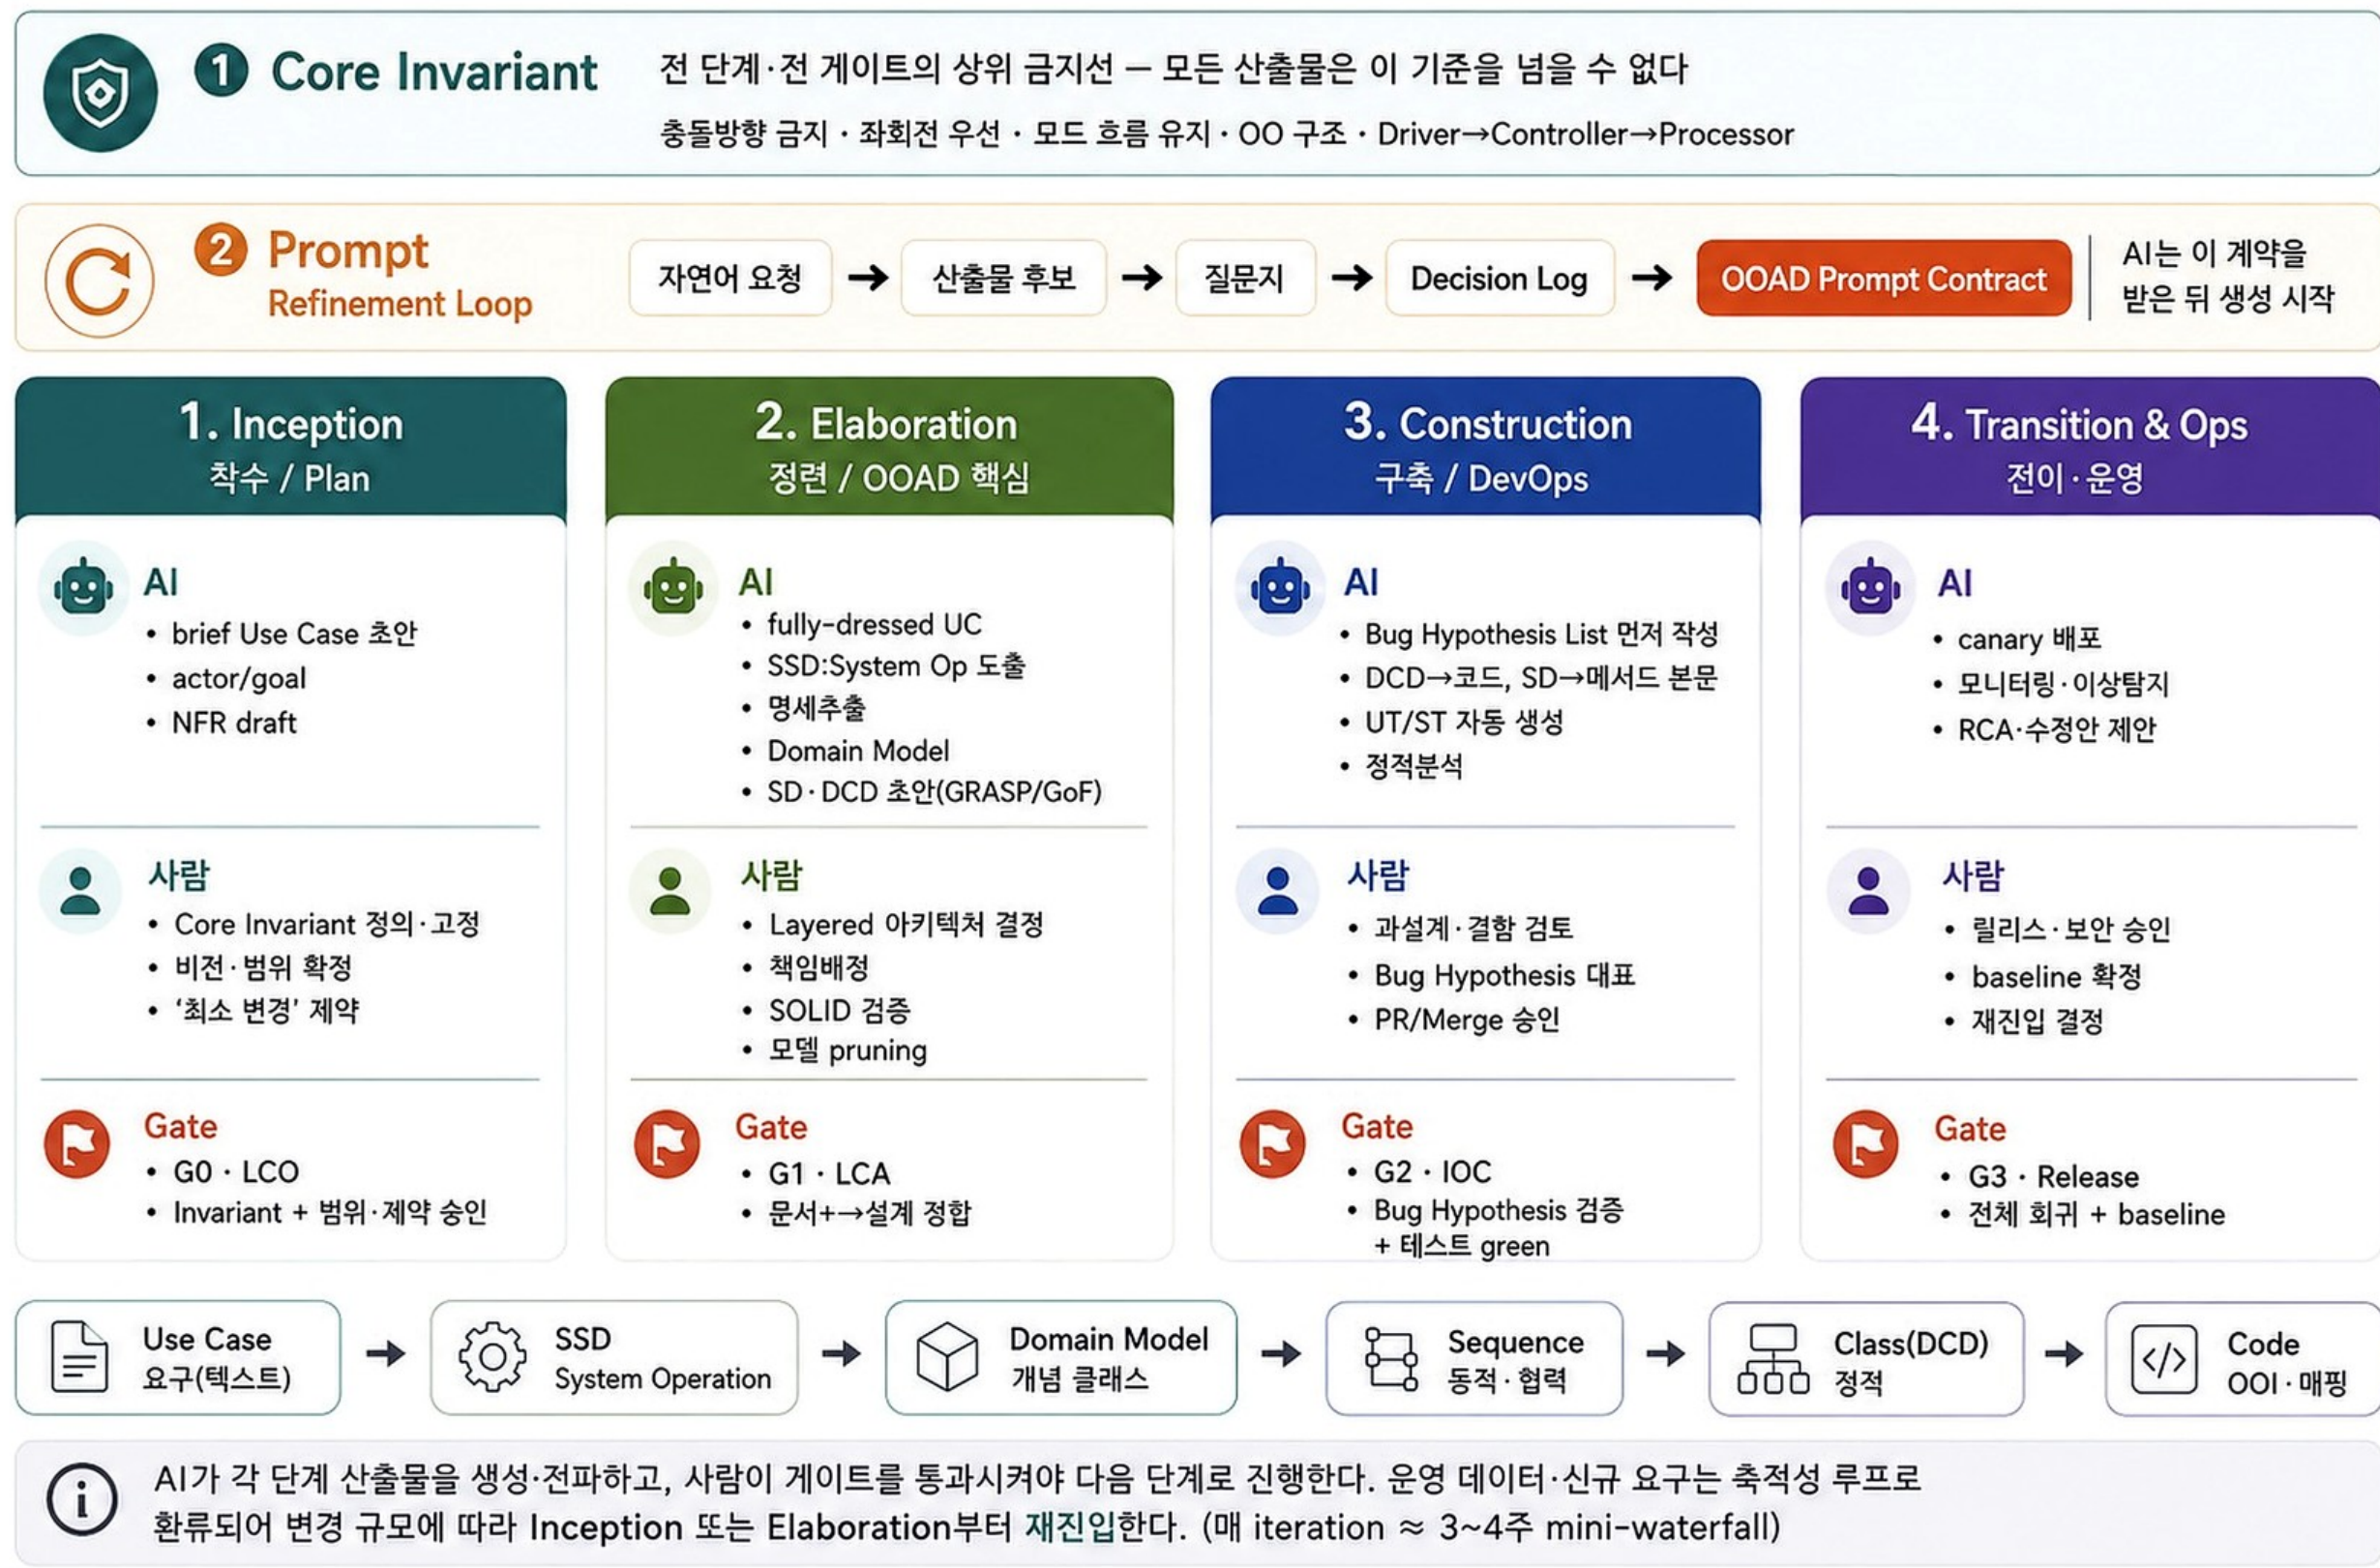 1 Core Invariant
전 단계·전 게이트의 상위 금지선 — 모든 산출물은 이 기준을 넘을 수 없다
충돌방향 금지 · 좌회전 우선 · 모드 흐름 유지 · OO 구조 · Driver→Controller→Processor
2 Prompt
Refinement Loop
자연어 요청 → 산출물 후보 → 질문지 → Decision Log → OOAD Prompt Contract
AI는 이 계약을
받은 뒤 생성 시작
1. Inception
착수 / Plan
AI
• brief Use Case 초안
• actor/goal
• NFR draft
사람
• Core Invariant 정의·고정
• 비전·범위 확정
• ‘최소 변경’ 제약
Gate
• G0 · LCO
• Invariant + 범위·제약 승인
2. Elaboration
정련 / OOAD 핵심
AI
• fully-dressed UC
• SSD:System Op 도출
• 명세추출
• Domain Model
• SD·DCD 초안(GRASP/GoF)
사람
• Layered 아키텍처 결정
• 책임배정
• SOLID 검증
• 모델 pruning
Gate
• G1 · LCA
• 문서+→설계 정합
3. Construction
구축 / DevOps
AI
• Bug Hypothesis List 먼저 작성
• DCD→코드, SD→메서드 본문
• UT/ST 자동 생성
• 정적분석
사람
• 과설계·결함 검토
• Bug Hypothesis 대표
• PR/Merge 승인
Gate
• G2 · IOC
• Bug Hypothesis 검증
+ 테스트 green
4. Transition & Ops
전이·운영
AI
• canary 배포
• 모니터링·이상탐지
• RCA·수정안 제안
사람
• 릴리스·보안 승인
• baseline 확정
• 재진입 결정
Gate
• G3 · Release
• 전체 회귀 + baseline
Use Case
요구(텍스트)
SSD
System Operation
Domain Model
개념 클래스
Sequence
동적·협력
Class(DCD)
정적
</>
Code
OOI·매핑
i
AI가 각 단계 산출물을 생성·전파하고, 사람이 게이트를 통과시켜야 다음 단계로 진행한다. 운영 데이터·신규 요구는 축적성 루프로
환류되어 변경 규모에 따라 Inception 또는 Elaboration부터 재진입한다. (매 iteration ≈ 3~4주 mini-waterfall)